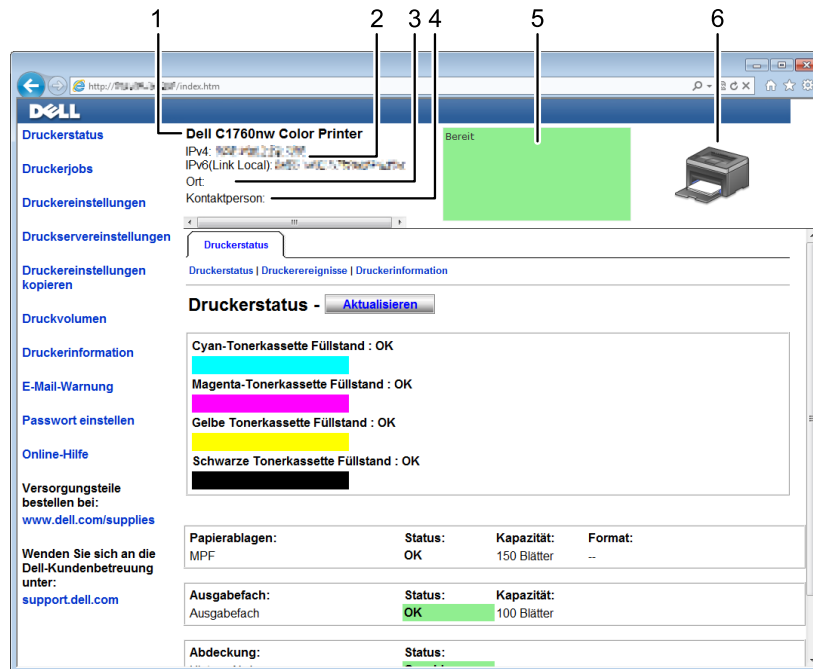 1 2 3 4 5 6
http:// /index.htm
DELL
Druckerstatus
Druckerjobs
Druckereinstellungen
Druckservereinstellungen
Druckereinstellungen
kopieren
Druckvolumen
Druckerinformation
E-Mail-Warnung
Passwort einstellen
Online-Hilfe
Versorgungsteile
bestellen bei:
www.dell.com/supplies
Wenden Sie sich an die
Dell-Kundenbetreuung
unter:
support.dell.com
Dell C1760nw Color Printer
IPv4:
IPv6(Link Local):
Ort:
Kontaktperson:
Bereit
Druckerstatus
Druckerstatus | Druckerereignisse | Druckerinformation
Druckerstatus - Aktualisieren
Cyan-Tonerkassette Füllstand : OK
Magenta-Tonerkassette Füllstand : OK
Gelbe Tonerkassette Füllstand : OK
Schwarze Tonerkassette Füllstand : OK
Papierablagen: Status: Kapazität: Format:
MPF OK 150 Blätter --
Ausgabefach: Status: Kapazität:
Ausgabefach OK 100 Blätter
Abdeckung: Status: